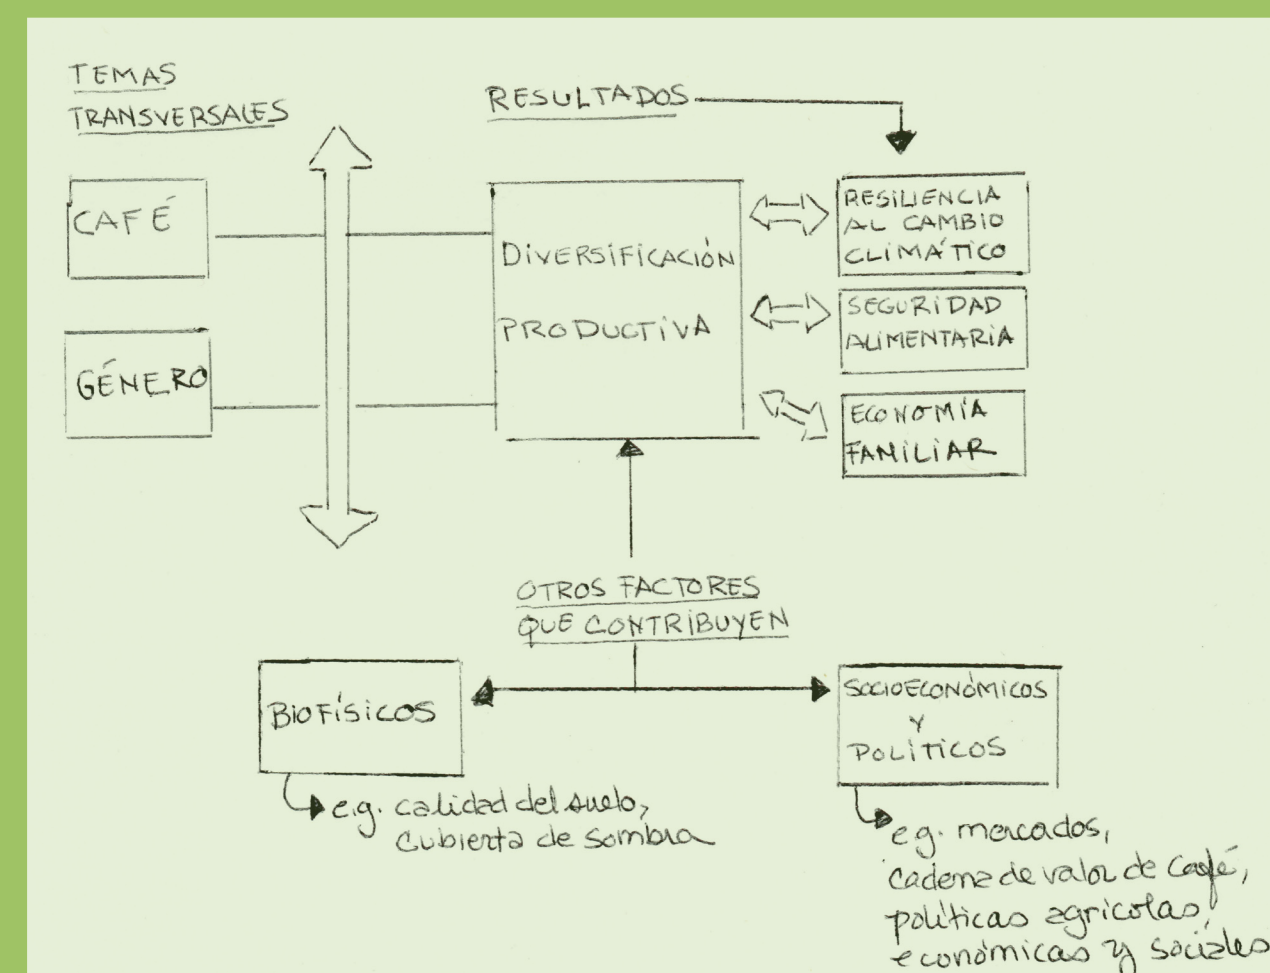 TEMAS
TRANSVERSALES
CAFÉ
GÉNERO
RESULTADOS
DIVERSIFICACIÓN
PRODUCTIVA
RESILIENCIA
AL CAMBIO
CLIMÁTICO
SEGURIDAD
ALIMENTARIA
ECONOMÍA
FAMILIAR
OTROS FACTORES
QUE CONTRIBUYEN
BIOFÍSICOS
e.g. calidad del suelo,
cubierta de sombra
SOCIOECONÓMICOS
Y
POLÍTICOS
e.g. mercados,
cadena de valor de café,
políticas agrícolas,
económicas y sociales